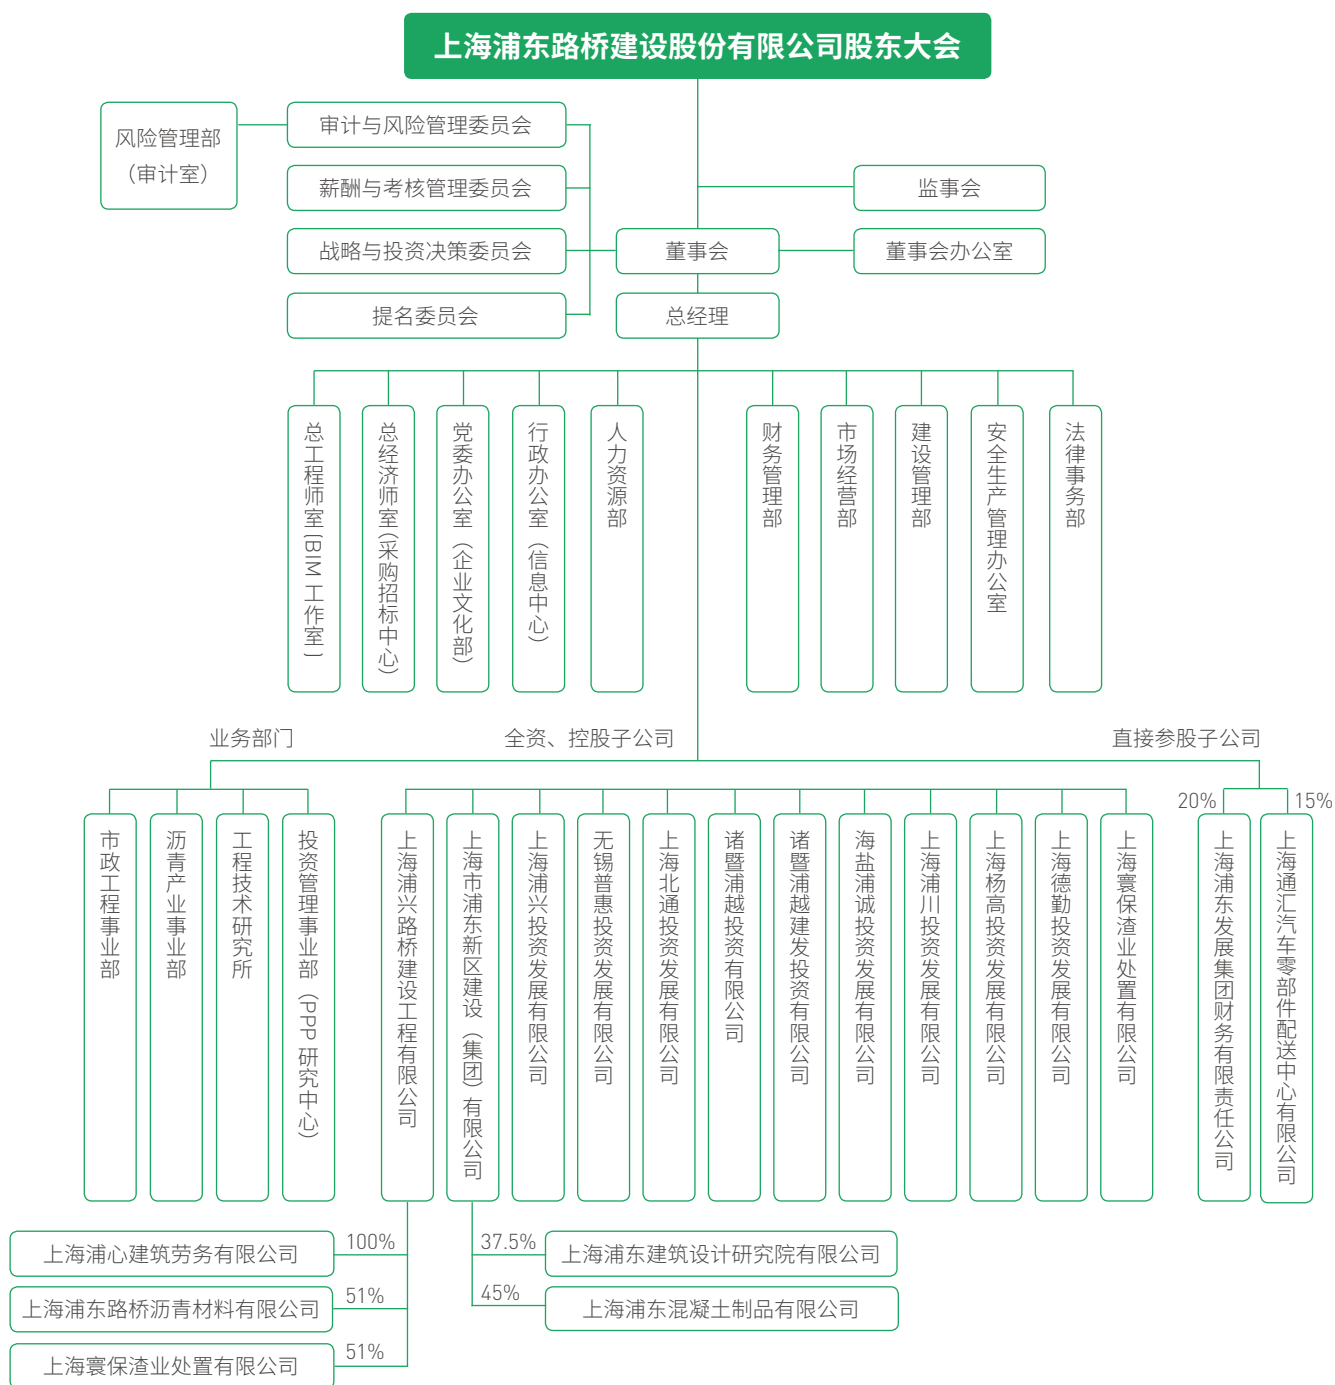 上海浦东路桥建设股份有限公司股东大会
风险管理部
（审计室）
审计与风险管理委员会
薪酬与考核管理委员会
监事会
战略与投资决策委员会
董事会
董事会办公室
提名委员会
总经理
总工程师室[BIM 工作室]
总经济师室（采购招标中心）
党委办公室（企业文化部）
行政办公室（信息中心）
人力资源部
财务管理部
市场经营部
建设管理部
安全生产管理办公室
法律事务部
业务部门
全资、控股子公司
直接参股子公司
20%
15%
市政工程事业部
沥青产业事业部
工程技术研究所
投资管理事业部（PPP 研究中心）
上海浦兴路桥建设工程有限公司
上海市浦东新区建设（集团）有限公司
上海浦兴投资发展有限公司
无锡普惠投资发展有限公司
上海北通投资发展有限公司
诸暨浦越投资有限公司
诸暨浦越建发投资有限公司
海盐浦诚投资发展有限公司
上海浦川投资发展有限公司
上海杨高投资发展有限公司
上海德勤投资发展有限公司
上海寰保渣业处置有限公司
上海浦东发展集团财务有限责任公司
上海通汇汽车零部件配送中心有限公司
上海浦心建筑劳务有限公司
100%
37.5%
上海浦东建筑设计研究院有限公司
上海浦东路桥沥青材料有限公司
51%
45%
上海浦东混凝土制品有限公司
上海寰保渣业处置有限公司
51%